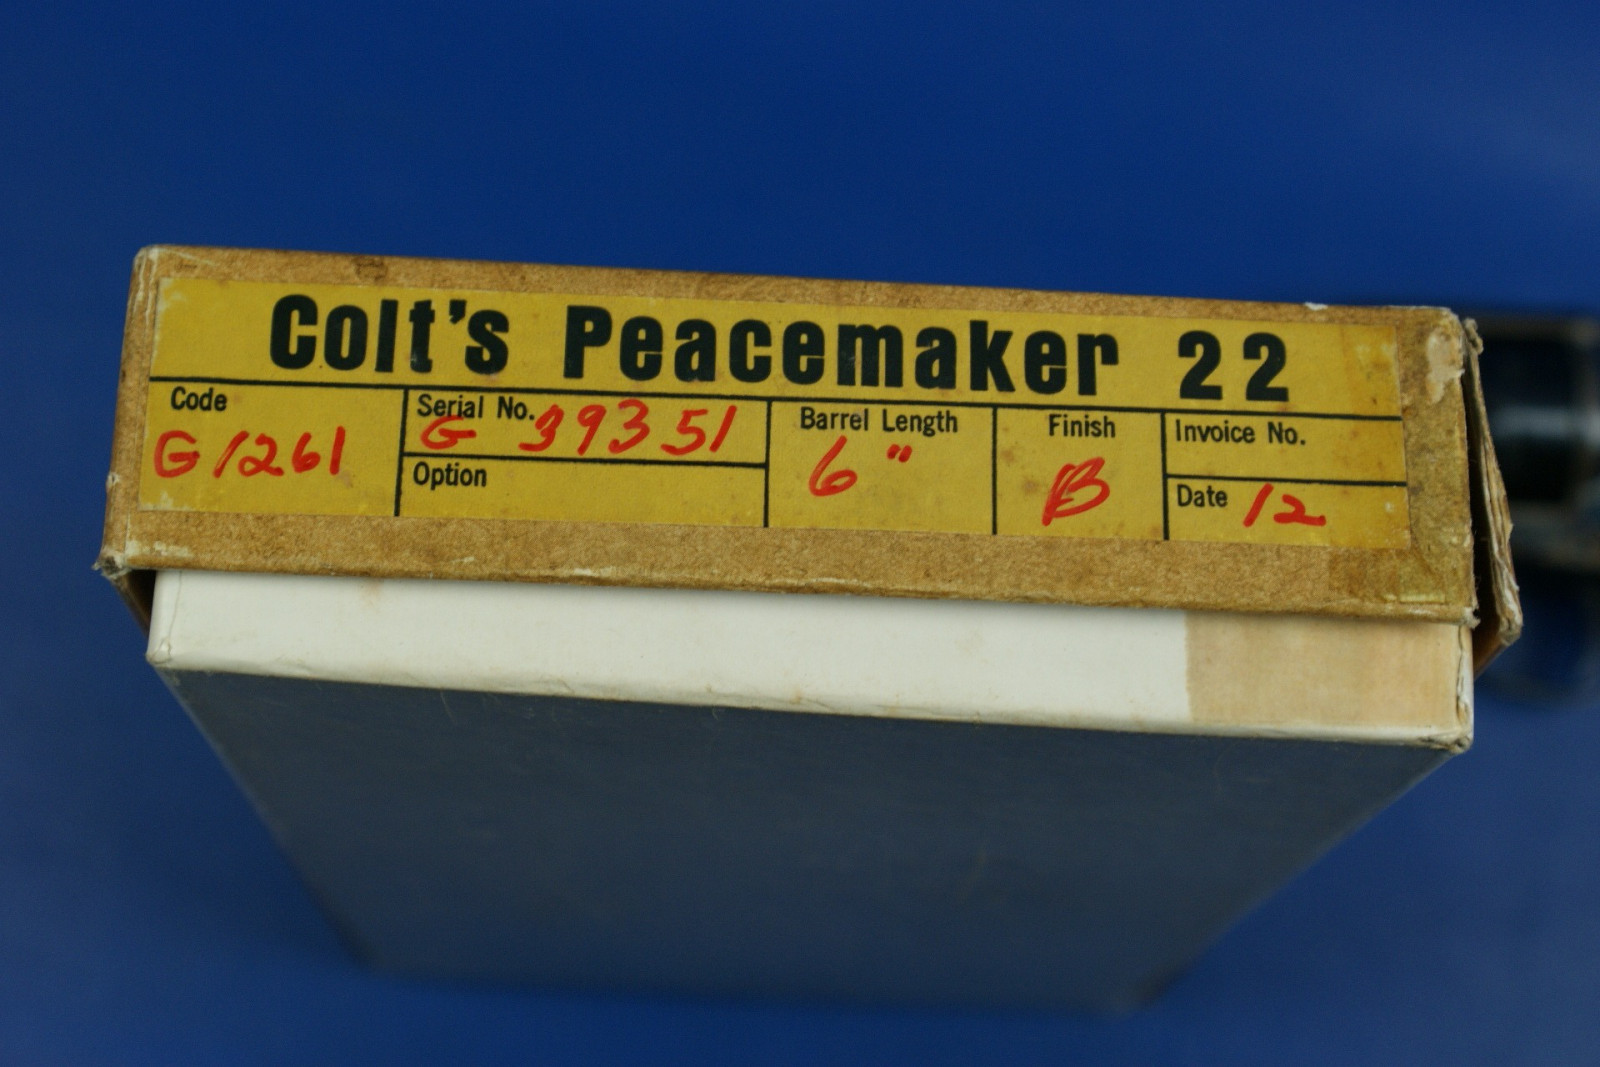 Colt's Peacemaker 22
Code
G1261
Serial No.
G 39351
Option
Barrel Length
6"
Finish
B
Invoice No.
Date 12